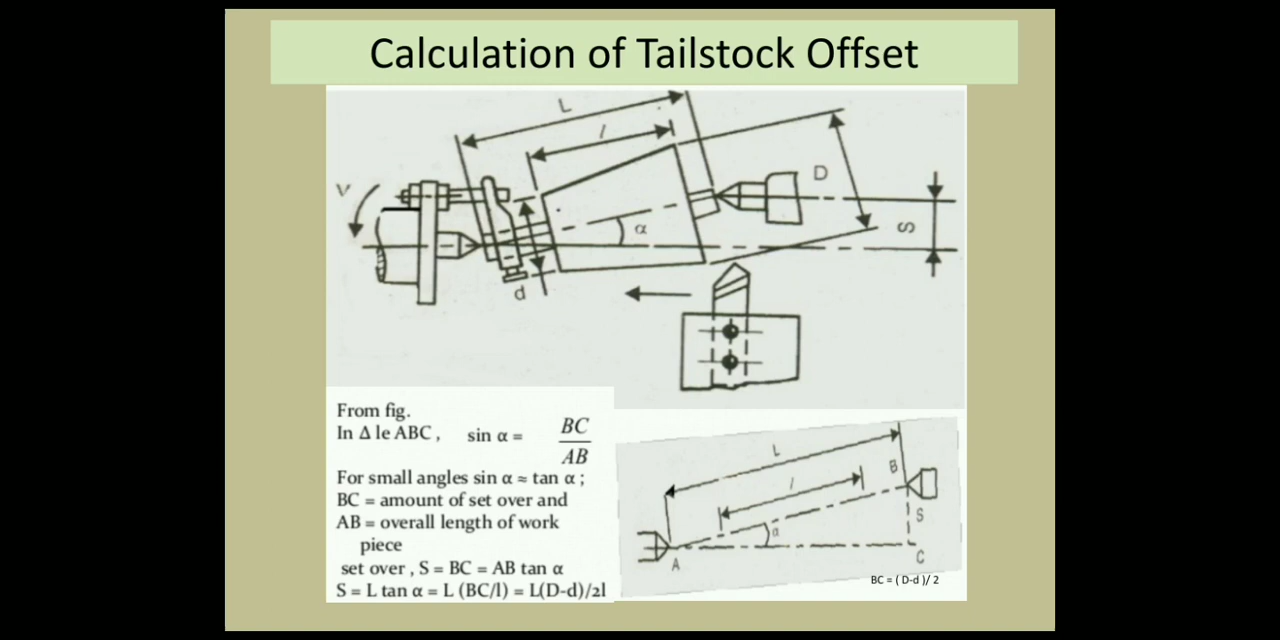 Calculation of Tailstock Offset
L
l
V
D
S
α
d
From fig.
In Δ le ABC, sin α = BC
AB
For small angles sin α ≈ tan α ;
BC = amount of set over and
AB = overall length of work
piece
set over , S = BC = AB tan α
S = L tan α = L (BC/l) = L(D-d)/2l
L
l
B
S
α
A
C
BC = ( D-d )/ 2